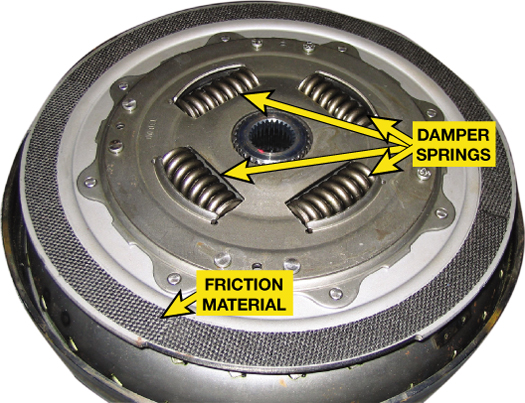 DAMPER
SPRINGS
FRICTION
MATERIAL